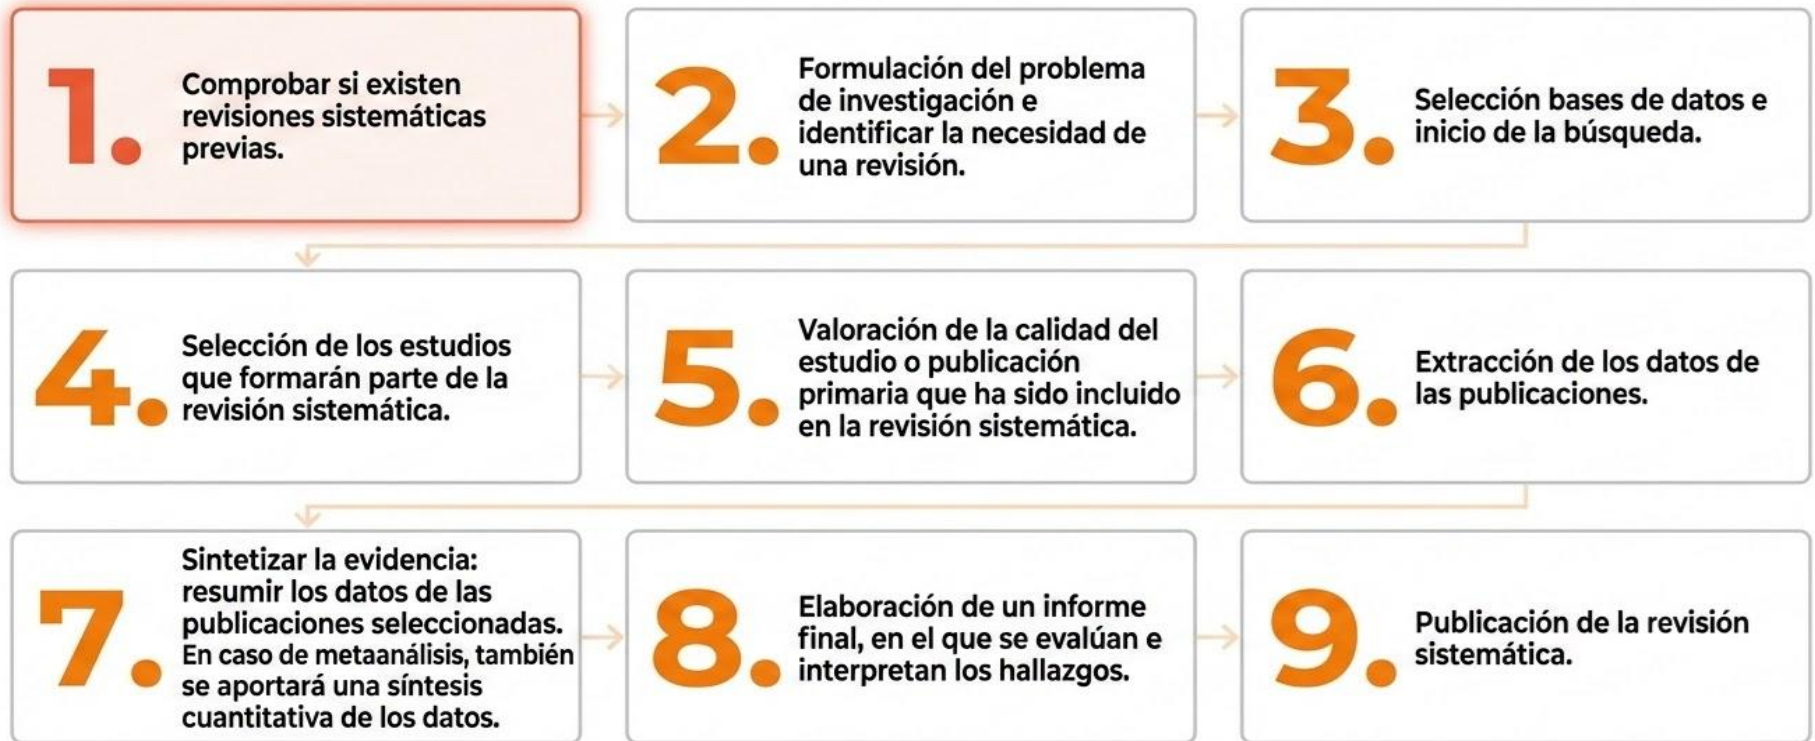 1.
Comprobar si existen
revisiones sistemáticas
previas.
2.
Formulación del problema
de investigación e
identificar la necesidad de
una revisión.
3.
Selección bases de datos e
inicio de la búsqueda.
4.
Selección de los estudios
que formarán parte de la
revisión sistemática.
5.
Valoración de la calidad del
estudio o publicación
primaria que ha sido incluido
en la revisión sistemática.
6.
Extracción de los datos de
las publicaciones.
7.
Sintetizar la evidencia:
resumir los datos de las
publicaciones seleccionadas.
En caso de metaanálisis, también
se aportará una síntesis
cuantitativa de los datos.
8.
Elaboración de un informe
final, en el que se evalúan e
interpretan los hallazgos.
9.
Publicación de la revisión
sistemática.